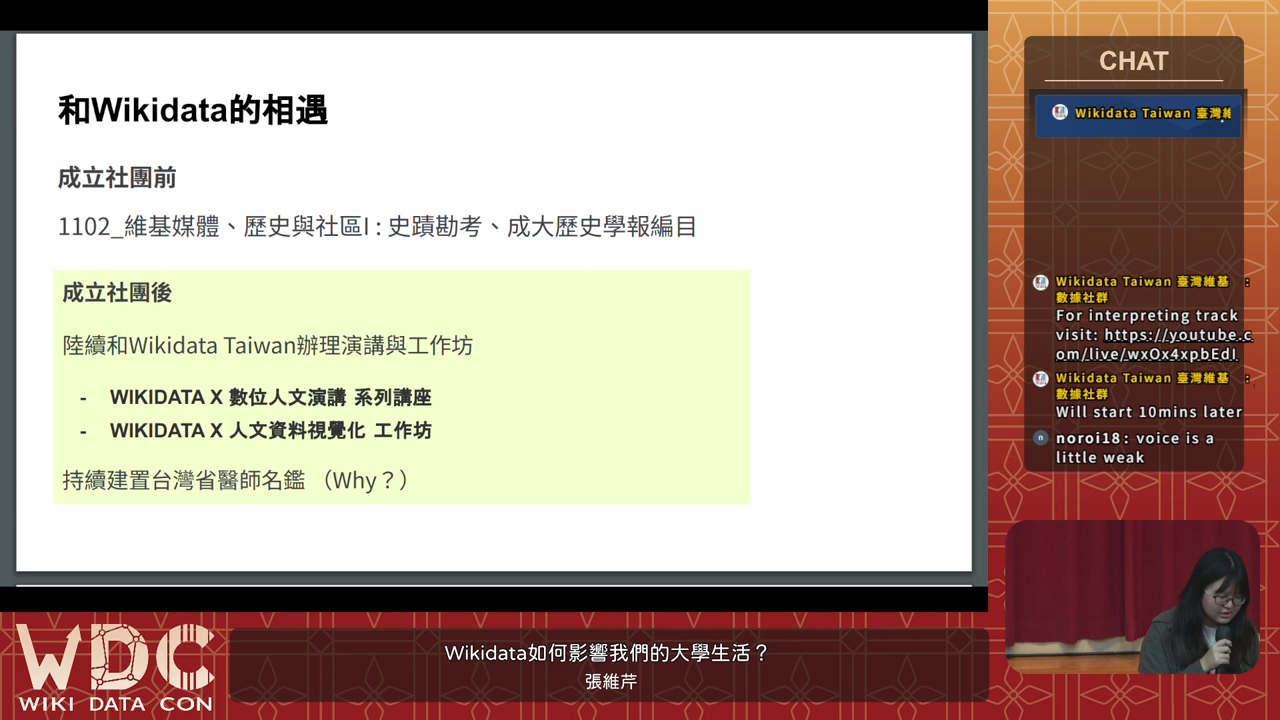 和Wikidata的相遇
成立社團前
1102_維基媒體、歷史與社區I : 史蹟勘考、成大歷史學報編目
成立社團後
陸續和Wikidata Taiwan辦理演講與工作坊
- WIKIDATA X 數位人文演講 系列講座
- WIKIDATA X 人文資料視覺化 工作坊
持續建置台灣省醫師名鑑 （Why？）
CHAT
Wikidata Taiwan 臺灣維
Wikidata Taiwan 臺灣維基 :
數據社群
For interpreting track
visit: https://youtube.c
om/live/wxOx4xpbEdI
Wikidata Taiwan 臺灣維基 :
數據社群
Will start 10mins later
n noroi18: voice is a
little weak
WDC
WIKI DATA CON
Wikidata如何影響我們的大學生活？
張維芹